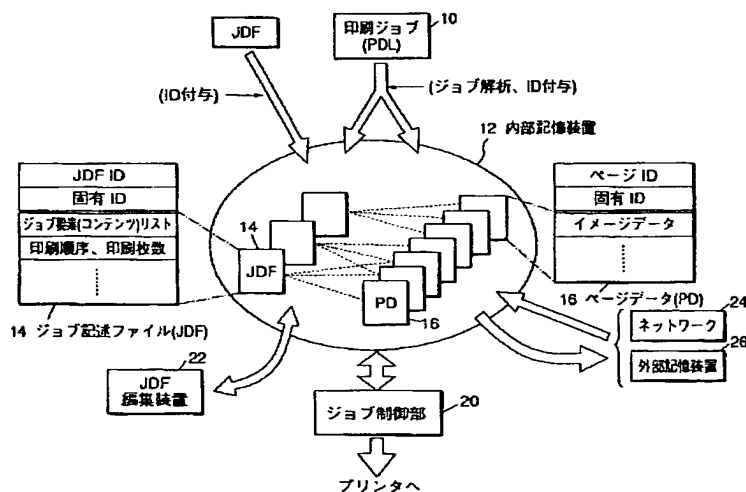 JDF
印刷ジョブ
(PDL)
10
(ID付与)
(ジョブ解析、ID付与)
12 内部記憶装置
JDF ID
固有 ID
ジョブ要素(コンテンツ)リスト
印刷順序、印刷枚数
14 ジョブ記述ファイル(JDF)
14
JDF
PD
16
ページ ID
固有 ID
イメージデータ
16 ページデータ(PD)
24
ネットワーク
26
外部記憶装置
22
JDF
編集装置
ジョブ制御部
20
プリンタへ